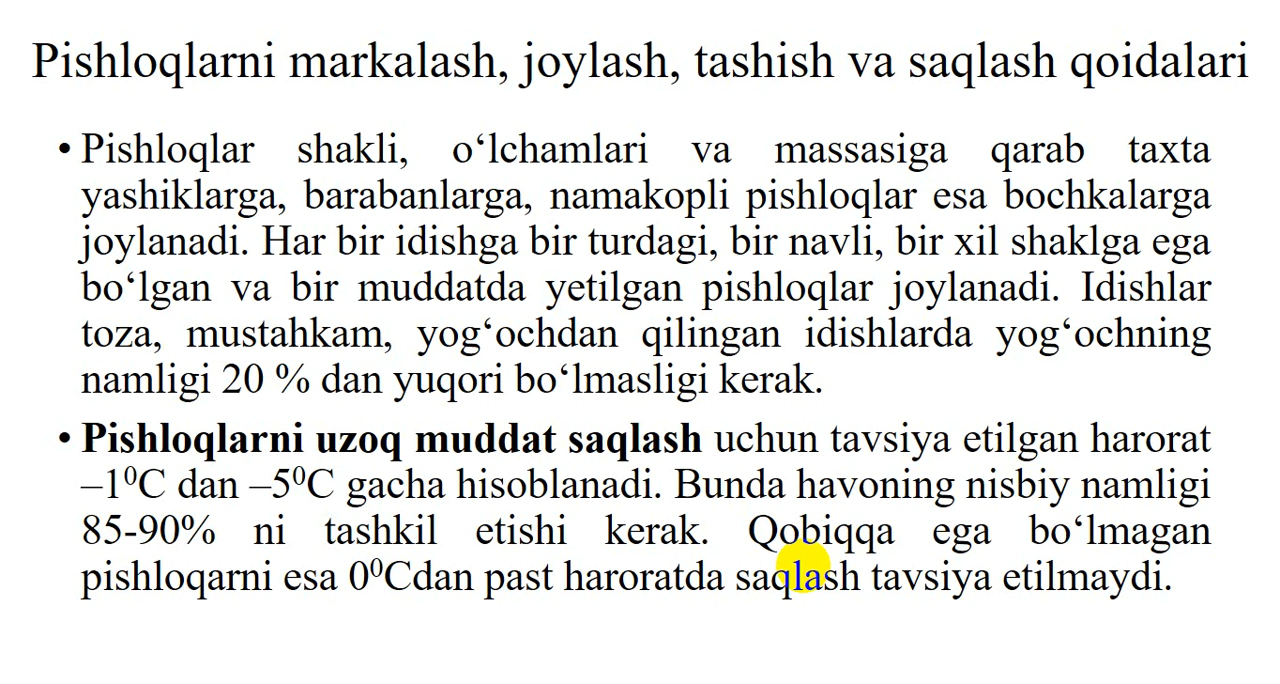 Pishloqlarni markalash, joylash, tashish va saqlash qoidalari
• Pishloqlar shakli, o‘lchamlari va massasiga qarab taxta
yashiklarga, barabanlarga, namakopli pishloqlar esa bochkalarga
joylanadi. Har bir idishga bir turdagi, bir navli, bir xil shaklga ega
bo‘lgan va bir muddatda yetilgan pishloqlar joylanadi. Idishlar
toza, mustahkam, yog‘ochdan qilingan idishlarda yog‘ochning
namligi 20 % dan yuqori bo‘lmasligi kerak.
• Pishloqlarni uzoq muddat saqlash uchun tavsiya etilgan harorat
–1⁰C dan –5⁰C gacha hisoblanadi. Bunda havoning nisbiy namligi
85-90% ni tashkil etishi kerak. Qobiqqa ega bo‘lmagan
pishloqarni esa 0⁰Cdan past haroratda saqlash tavsiya etilmaydi.